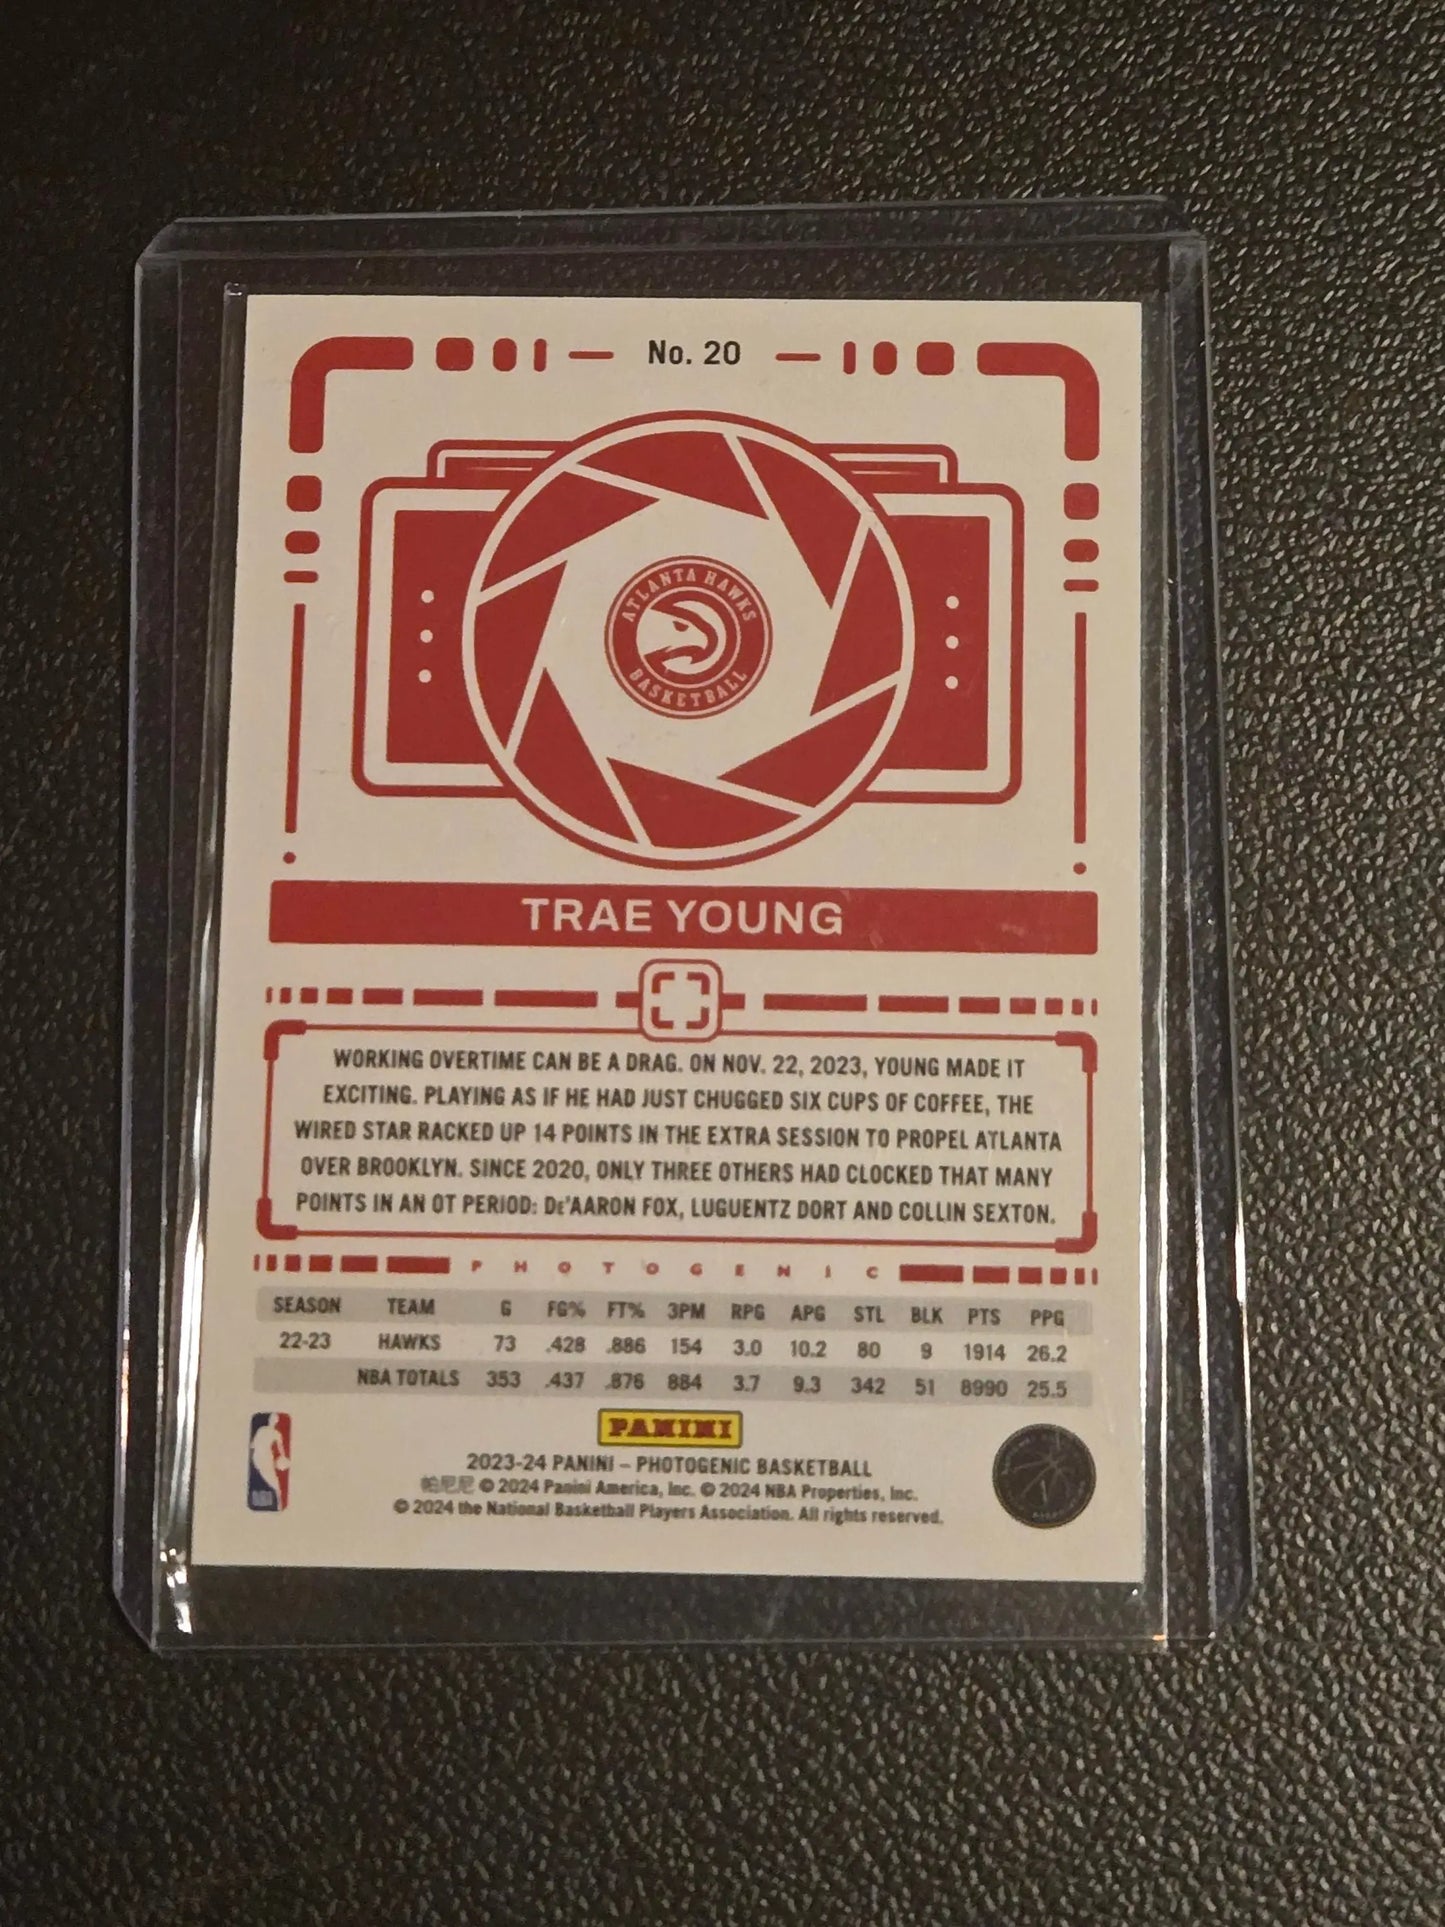 No. 20
ATLANTA HAWKS
BASKETBALL
TRAE YOUNG
WORKING OVERTIME CAN BE A DRAG. ON NOV. 22, 2023, YOUNG MADE IT
EXCITING. PLAYING AS IF HE HAD JUST CHUGGED SIX CUPS OF COFFEE, THE
WIRED STAR RACKED UP 14 POINTS IN THE EXTRA SESSION TO PROPEL ATLANTA
OVER BROOKLYN. SINCE 2020, ONLY THREE OTHERS HAD CLOCKED THAT MANY
POINTS IN AN OT PERIOD: De'AARON FOX, LUGUENTZ DORT AND COLLIN SEXTON.
PHOTOGENIC
SEASON TEAM G FG% FT% 3PM RPG APG STL BLK PTS PPG
22-23 HAWKS 73 .428 .886 154 3.0 10.2 80 9 1914 26.2
NBA TOTALS 353 .437 .876 884 3.7 9.3 342 51 8990 25.5
PANINI
NBA
2023-24 PANINI – PHOTOGENIC BASKETBALL
帕尼尼 © 2024 Panini America, Inc. © 2024 NBA Properties, Inc.
© 2024 the National Basketball Players Association. All rights reserved.